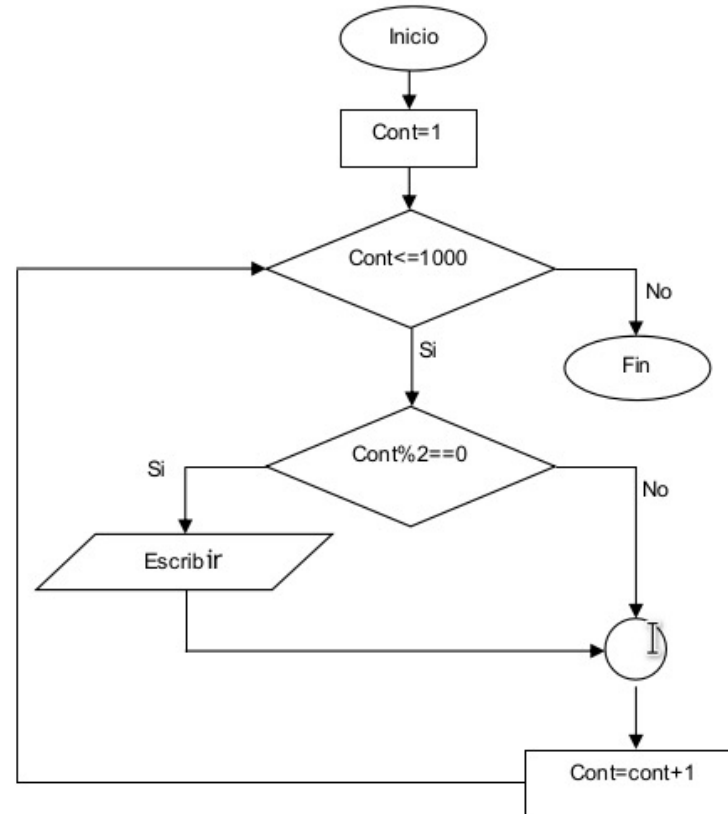 Inicio
Cont=1
Cont<=1000
No
Si
Fin
Cont%2==0
Si
No
Escribir
Cont=cont+1